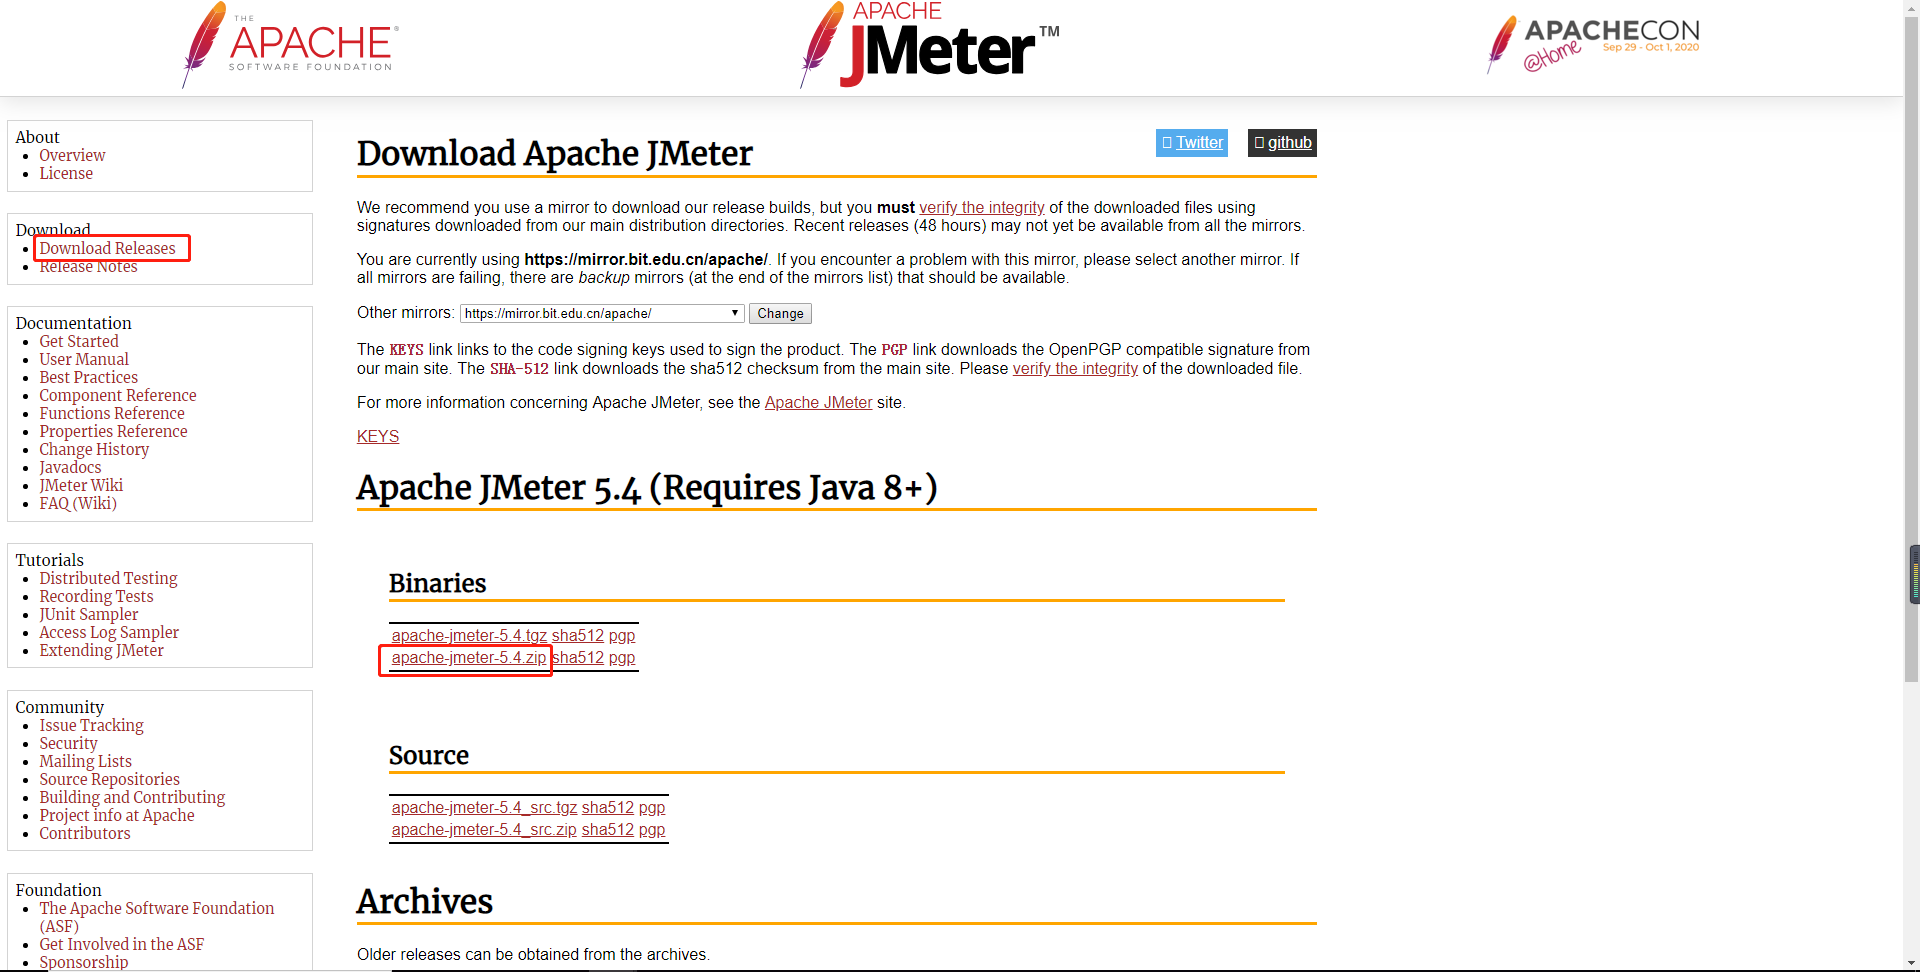 THE
APACHE®
SOFTWARE FOUNDATION
APACHE
JMeter™
APACHECON
@Home
Sep 29 - Oct 1, 2020
About
Overview
License
Download
Download Releases
Release Notes
Documentation
Get Started
User Manual
Best Practices
Component Reference
Functions Reference
Properties Reference
Change History
Javadocs
JMeter Wiki
FAQ (Wiki)
Tutorials
Distributed Testing
Recording Tests
JUnit Sampler
Access Log Sampler
Extending JMeter
Community
Issue Tracking
Security
Mailing Lists
Source Repositories
Building and Contributing
Project info at Apache
Contributors
Foundation
The Apache Software Foundation
(ASF)
Get Involved in the ASF
Sponsorship
Download Apache JMeter
Twitter
github
We recommend you use a mirror to download our release builds, but you must verify the integrity of the downloaded files using
signatures downloaded from our main distribution directories. Recent releases (48 hours) may not yet be available from all the mirrors.
You are currently using https://mirror.bit.edu.cn/apache/. If you encounter a problem with this mirror, please select another mirror. If
all mirrors are failing, there are backup mirrors (at the end of the mirrors list) that should be available.
Other mirrors: https://mirror.bit.edu.cn/apache/ Change
The KEYS link links to the code signing keys used to sign the product. The PGP link downloads the OpenPGP compatible signature from
our main site. The SHA-512 link downloads the sha512 checksum from the main site. Please verify the integrity of the downloaded file.
For more information concerning Apache JMeter, see the Apache JMeter site.
KEYS
Apache JMeter 5.4 (Requires Java 8+)
Binaries
apache-jmeter-5.4.tgz sha512 pgp
apache-jmeter-5.4.zip sha512 pgp
Source
apache-jmeter-5.4_src.tgz sha512 pgp
apache-jmeter-5.4_src.zip sha512 pgp
Archives
Older releases can be obtained from the archives.